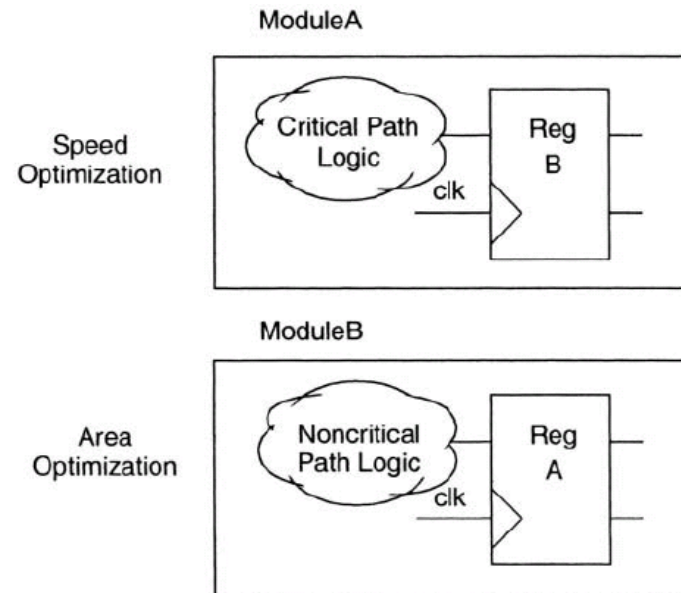 ModuleA
Speed
Optimization
Critical Path
Logic
clk
Reg
B
ModuleB
Area
Optimization
Noncritical
Path Logic
clk
Reg
A